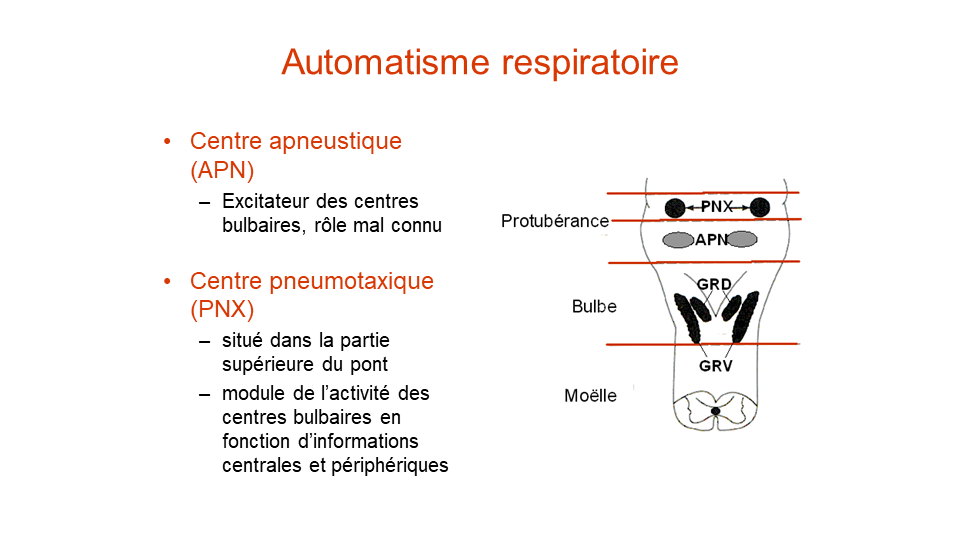 Automatisme respiratoire
• Centre apneustique
(APN)
– Excitateur des centres
bulbaires, rôle mal connu
• Centre pneumotaxique
(PNX)
– situé dans la partie
supérieure du pont
– module de l’activité des
centres bulbaires en
fonction d’informations
centrales et périphériques
PNX
Protubérance
APN
GRD
Bulbe
GRV
Moëlle